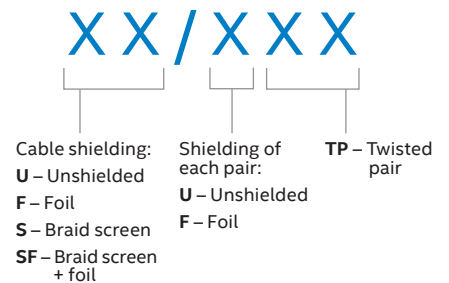 XX/XXX
Cable shielding:
U – Unshielded
F – Foil
S – Braid screen
SF – Braid screen
+ foil
Shielding of
each pair:
U – Unshielded
F – Foil
TP – Twisted
pair